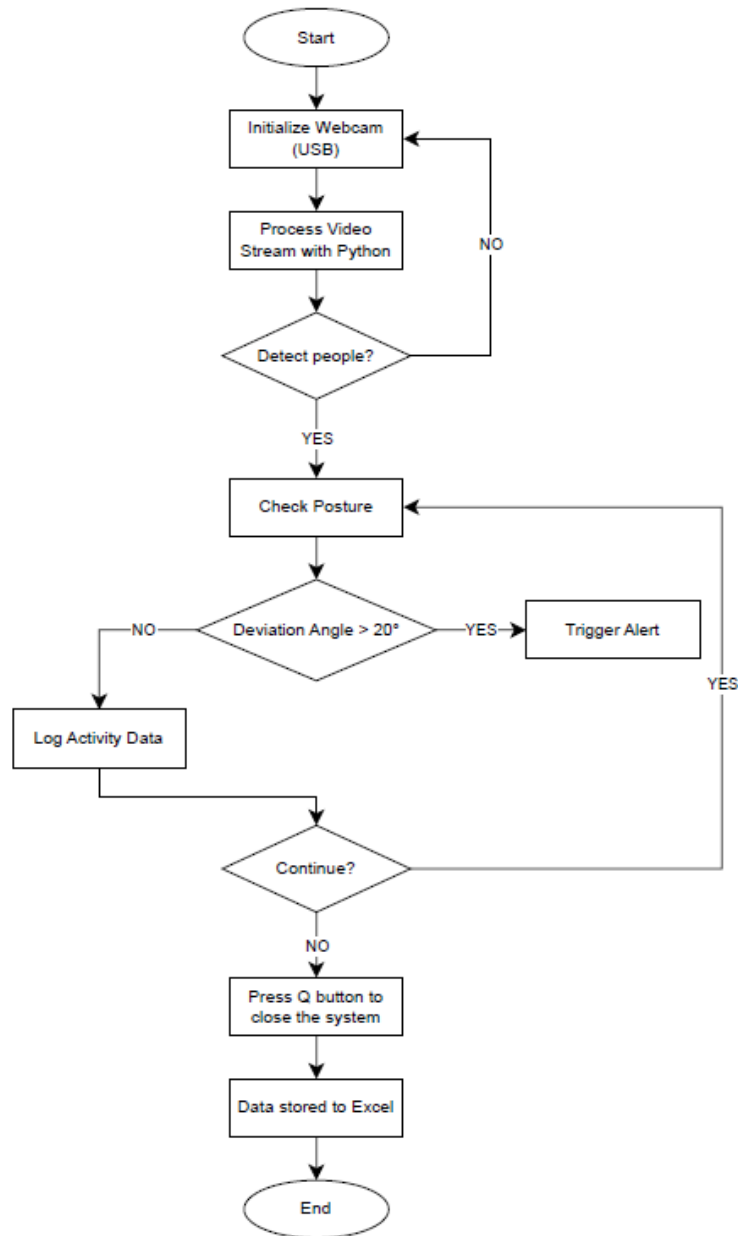 Start
Initialize Webcam
(USB)
Process Video
Stream with Python
NO
Detect people?
YES
Check Posture
NO
Deviation Angle > 20°
YES
Trigger Alert
YES
Log Activity Data
Continue?
NO
Press Q button to
close the system
Data stored to Excel
End